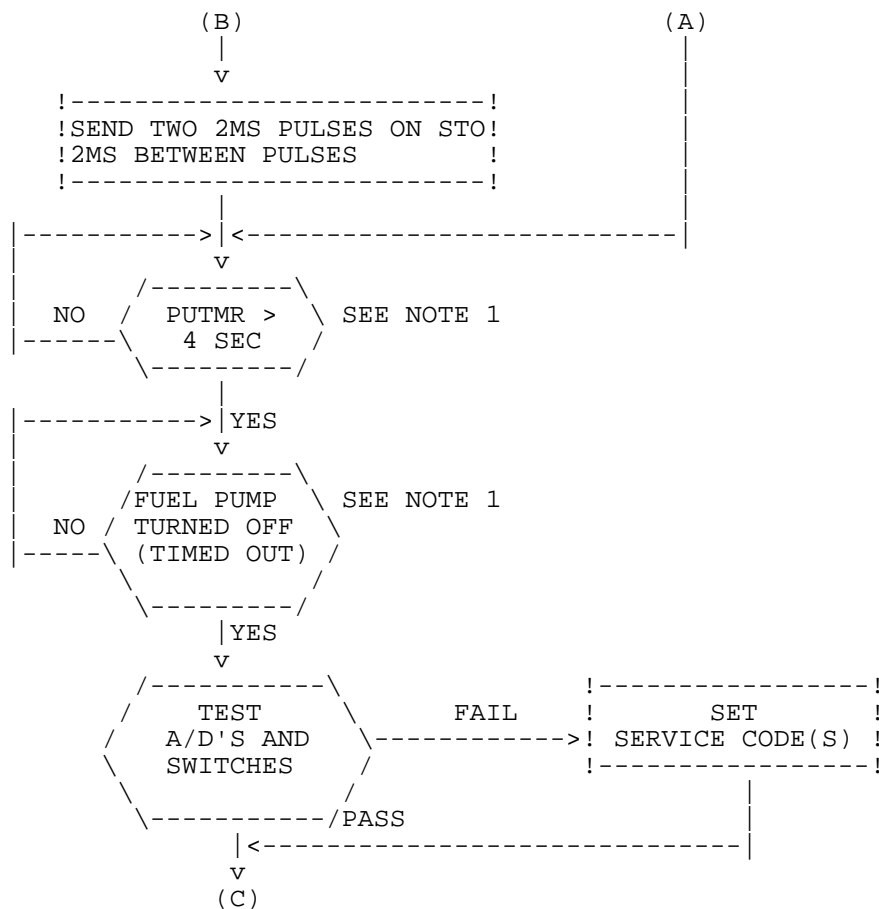 (B) (A)
SEND TWO 2MS PULSES ON STO
2MS BETWEEN PULSES
NO PUTMR > SEE NOTE 1
4 SEC
YES
FUEL PUMP SEE NOTE 1
NO TURNED OFF
(TIMED OUT)
YES
TEST FAIL SET
A/D'S AND SERVICE CODE(S)
SWITCHES
PASS
(C)